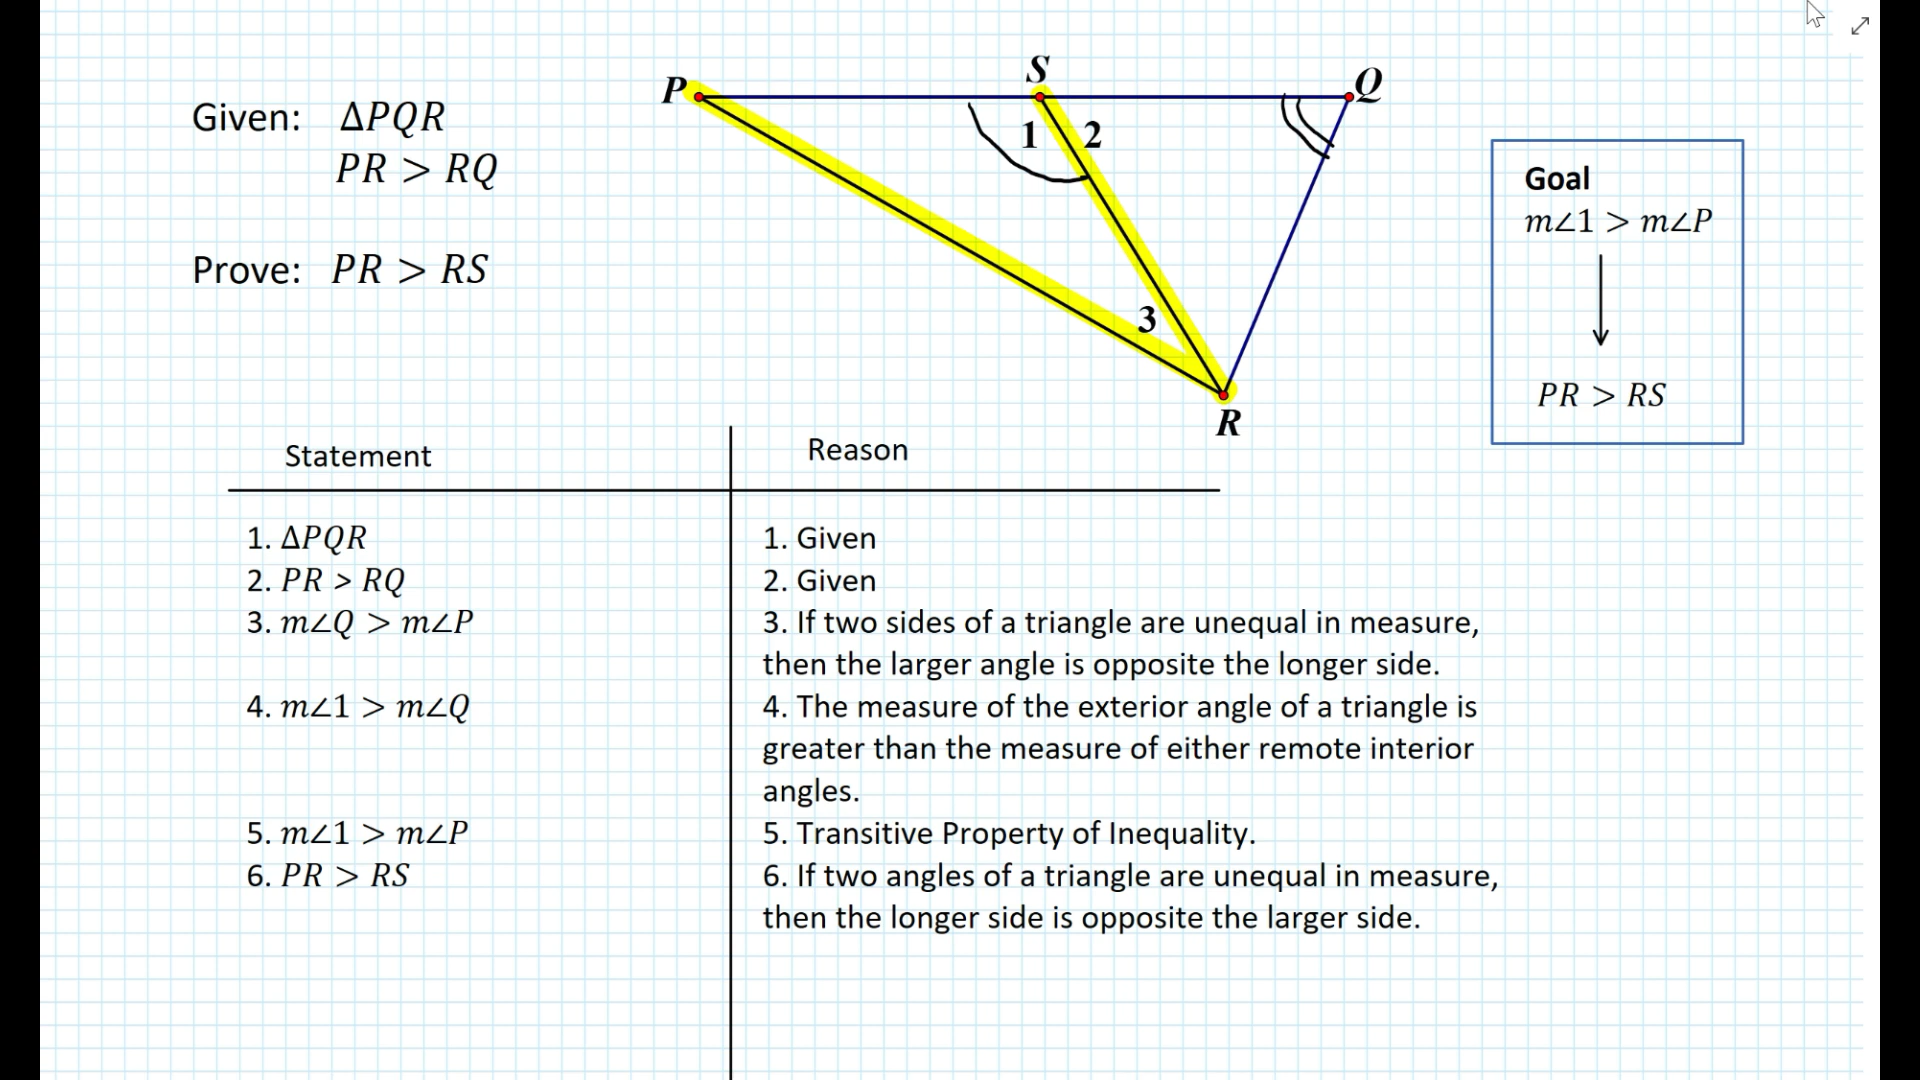 Given: ΔPQR
PR > RQ
Prove: PR > RS
P
S
Q
1
2
3
R
Goal
m∠1 > m∠P
PR > RS
Statement
Reason
1. ΔPQR
1. Given
2. PR > RQ
2. Given
3. m∠Q > m∠P
3. If two sides of a triangle are unequal in measure,
then the larger angle is opposite the longer side.
4. m∠1 > m∠Q
4. The measure of the exterior angle of a triangle is
greater than the measure of either remote interior
angles.
5. m∠1 > m∠P
5. Transitive Property of Inequality.
6. PR > RS
6. If two angles of a triangle are unequal in measure,
then the longer side is opposite the larger side.